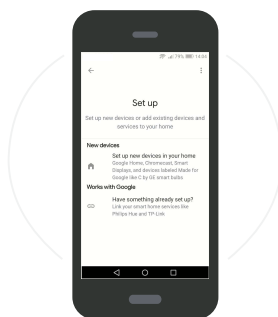 79% 14:44
Set up
Set up new devices or add existing devices and
services to your home
New devices
Set up new devices in your home
Google Home, Chromecast, Smart
Displays, and devices labeled Made for
Google like C by GE smart bulbs
Works with Google
Have something already set up?
Link your smart home services like
Philips Hue and TP-Link